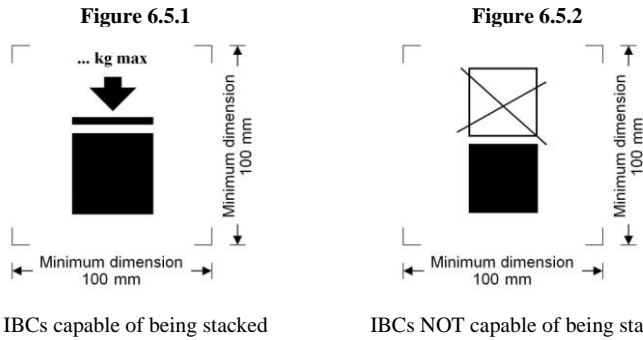 Figure 6.5.1
... kg max
Minimum dimension
100 mm
Minimum dimension
100 mm
IBCs capable of being stacked
Figure 6.5.2
Minimum dimension
100 mm
Minimum dimension
100 mm
IBCs NOT capable of being sta